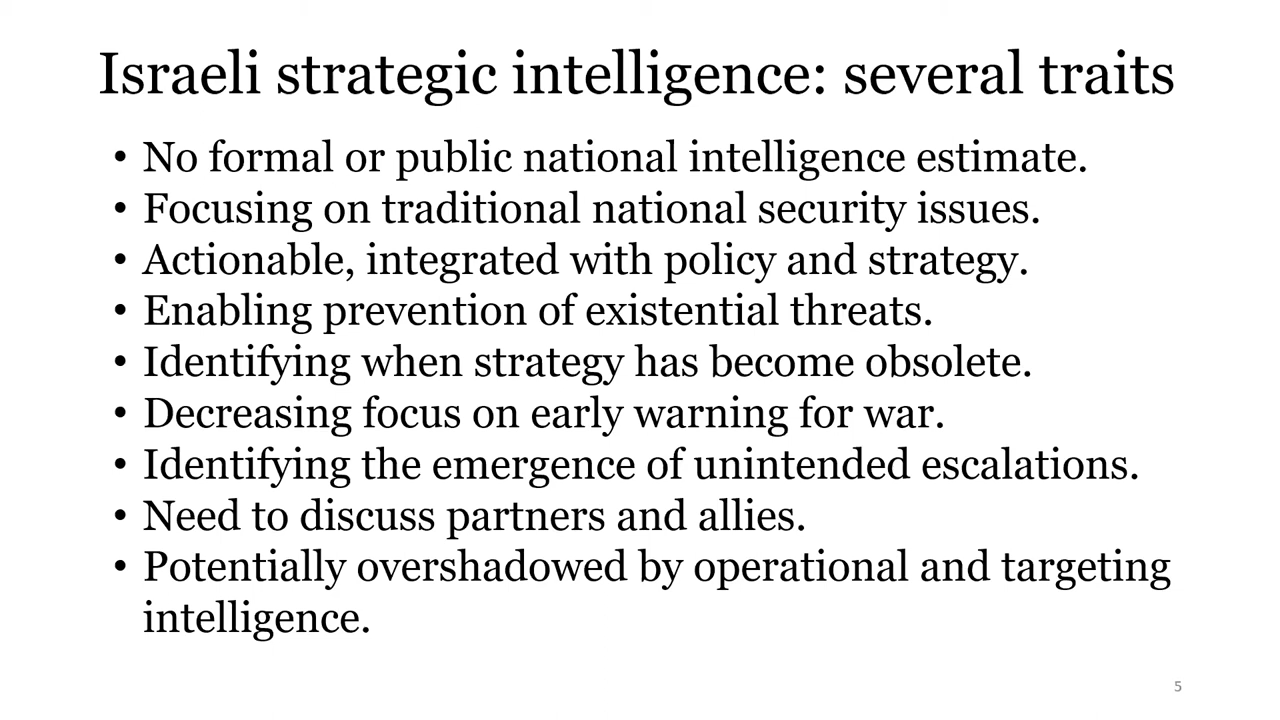 Israeli strategic intelligence: several traits
• No formal or public national intelligence estimate.
• Focusing on traditional national security issues.
• Actionable, integrated with policy and strategy.
• Enabling prevention of existential threats.
• Identifying when strategy has become obsolete.
• Decreasing focus on early warning for war.
• Identifying the emergence of unintended escalations.
• Need to discuss partners and allies.
• Potentially overshadowed by operational and targeting
intelligence.
5